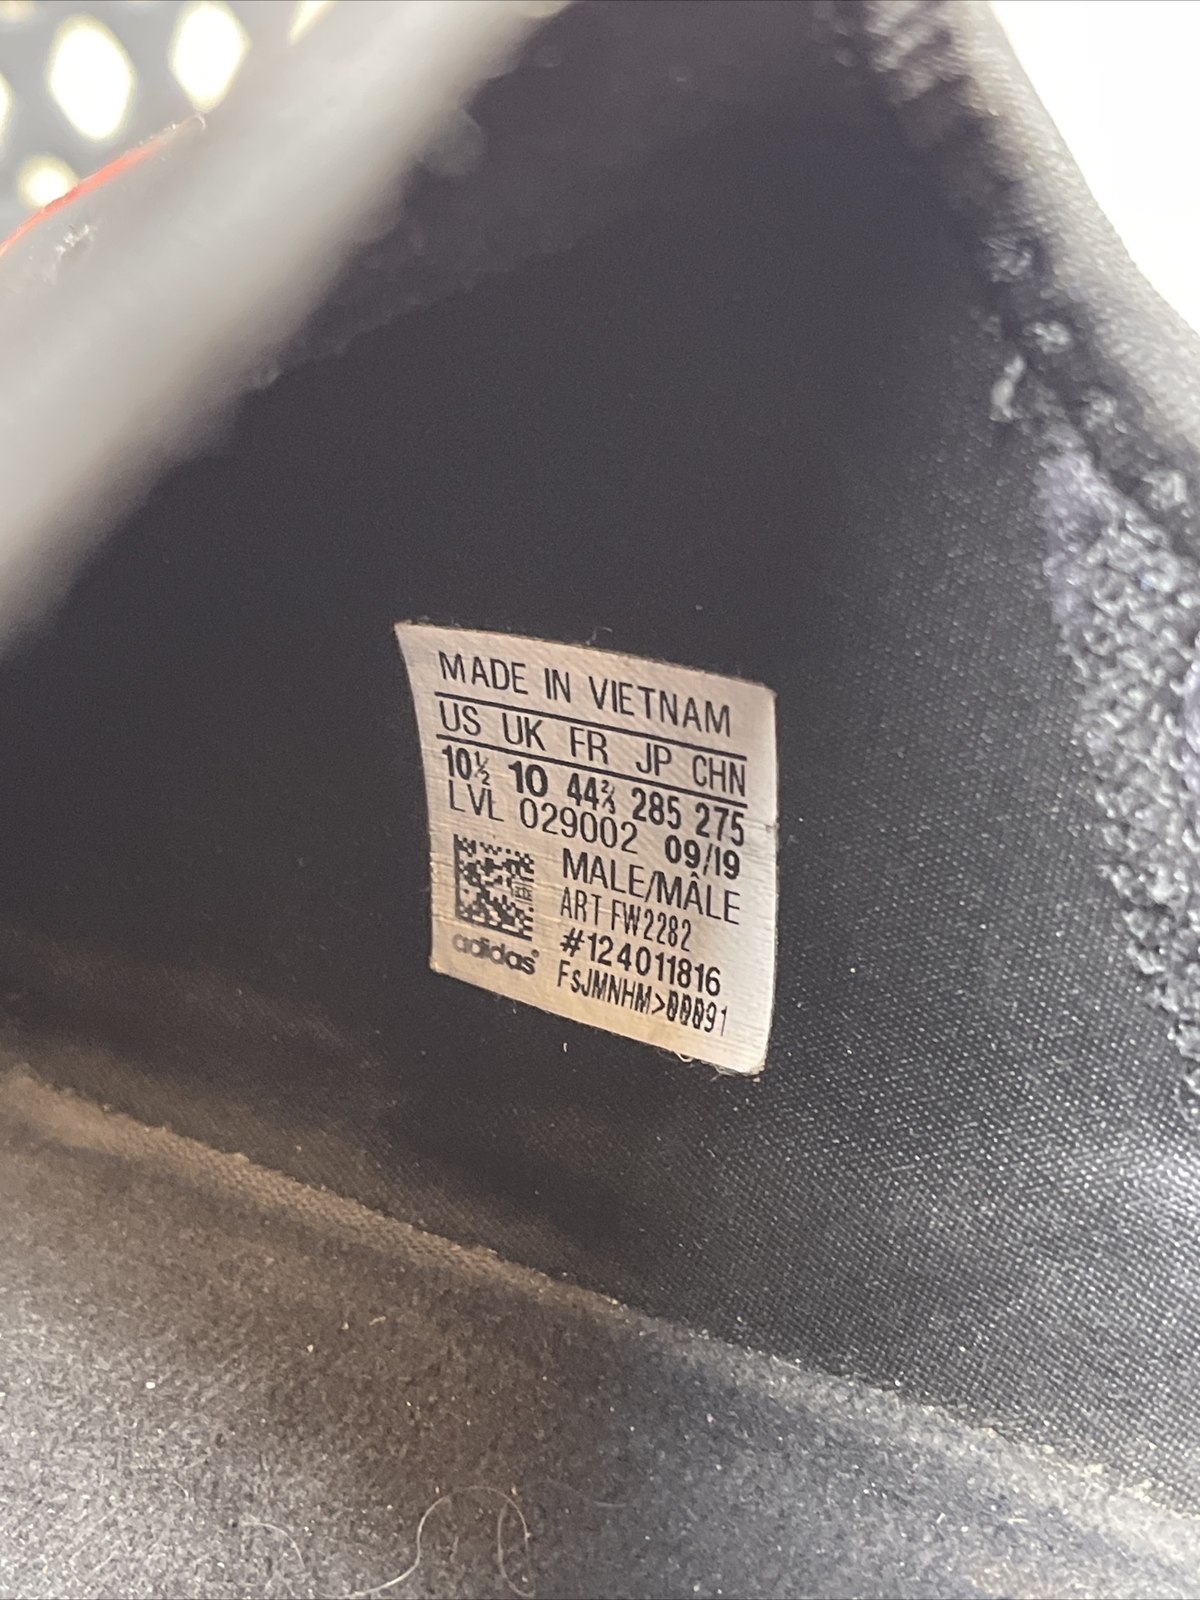 MADE IN VIETNAM
US UK FR JP CHN
10½ 10 44⅔ 285 275
LVL 029002 09/19
MALE/MÂLE
ART FW2282
#124011816
adidas®